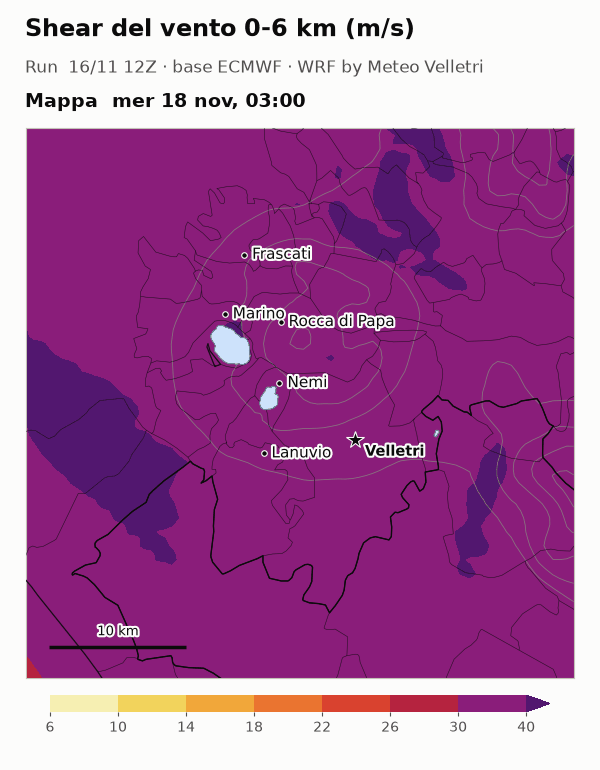 Shear del vento 0-6 km (m/s)
Run  16/11 12Z · base ECMWF · WRF by Meteo Velletri
Mappa  mer 18 nov, 03:00
Frascati
Marino
Rocca di Papa
Nemi
Velletri
Lanuvio
10 km
6 10 14 18 22 26 30 40